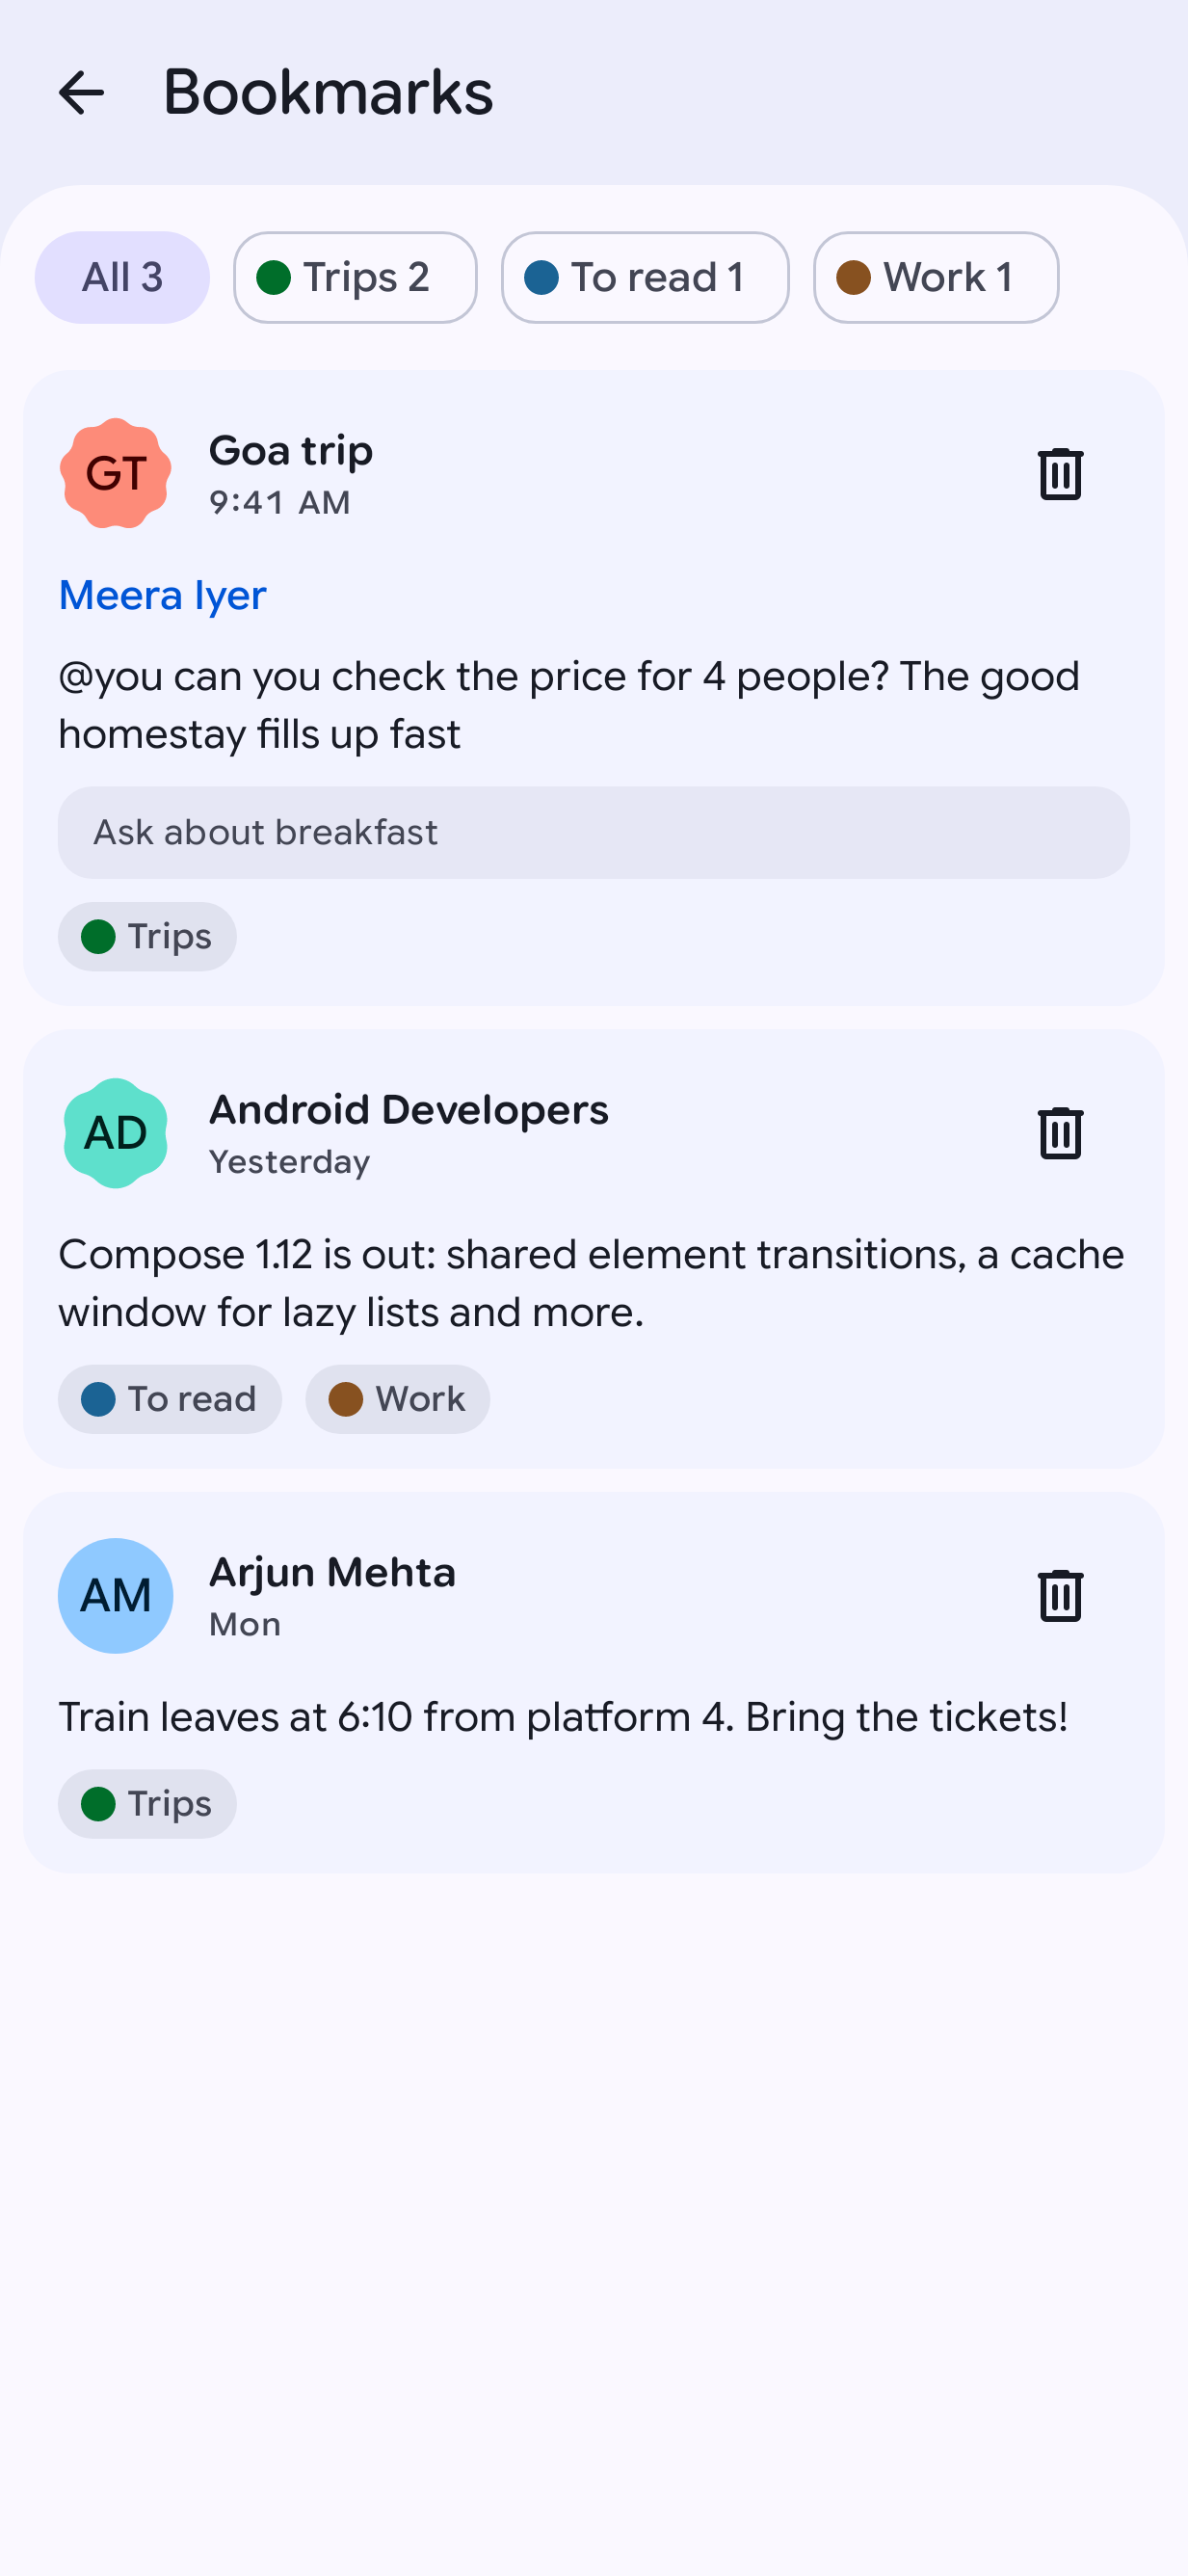 Bookmarks
All 3
Trips 2
To read 1
Work 1
GT
Goa trip
9:41 AM
Meera Iyer
@you can you check the price for 4 people? The good
homestay fills up fast
Ask about breakfast
Trips
AD
Android Developers
Yesterday
Compose 1.12 is out: shared element transitions, a cache
window for lazy lists and more.
To read
Work
AM
Arjun Mehta
Mon
Train leaves at 6:10 from platform 4. Bring the tickets!
Trips